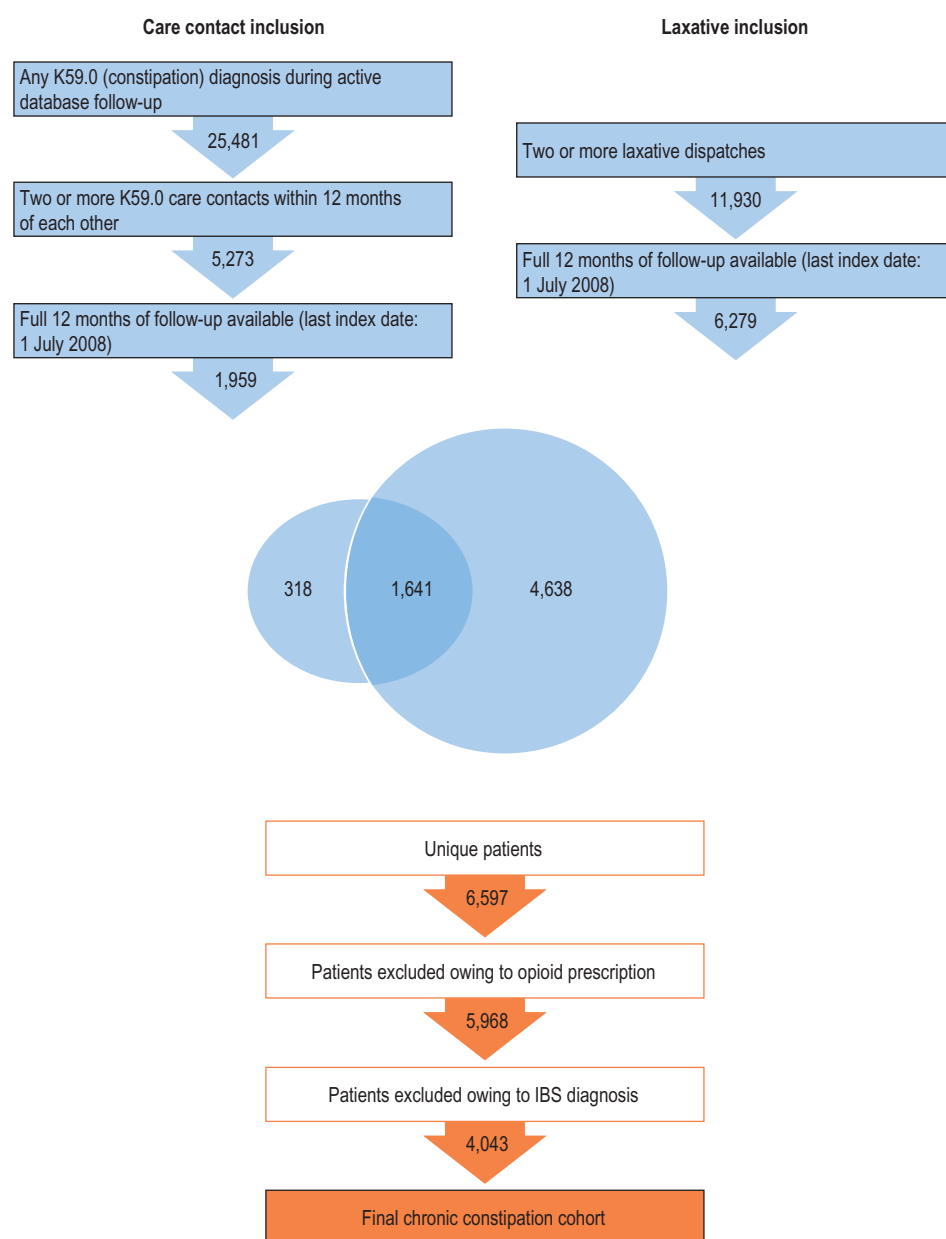 Care contact inclusion
Any K59.0 (constipation) diagnosis during active
database follow-up
25,481
Two or more K59.0 care contacts within 12 months
of each other
5,273
Full 12 months of follow-up available (last index date:
1 July 2008)
1,959
Laxative inclusion
Two or more laxative dispatches
11,930
Full 12 months of follow-up available (last index date:
1 July 2008)
6,279
318
1,641
4,638
Unique patients
6,597
Patients excluded owing to opioid prescription
5,968
Patients excluded owing to IBS diagnosis
4,043
Final chronic constipation cohort